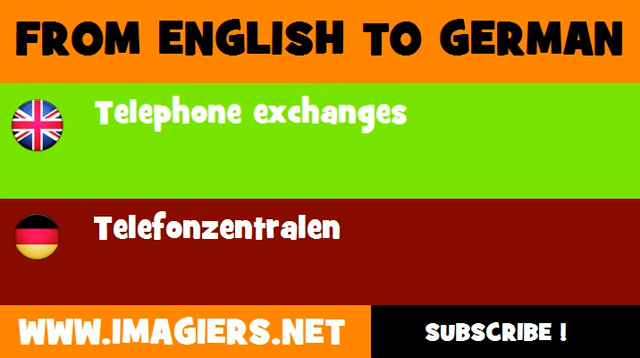 FROM ENGLISH TO GERMAN
Telephone exchanges
Telefonzentralen
WWW.IMAGIERS.NET
SUBSCRIBE !